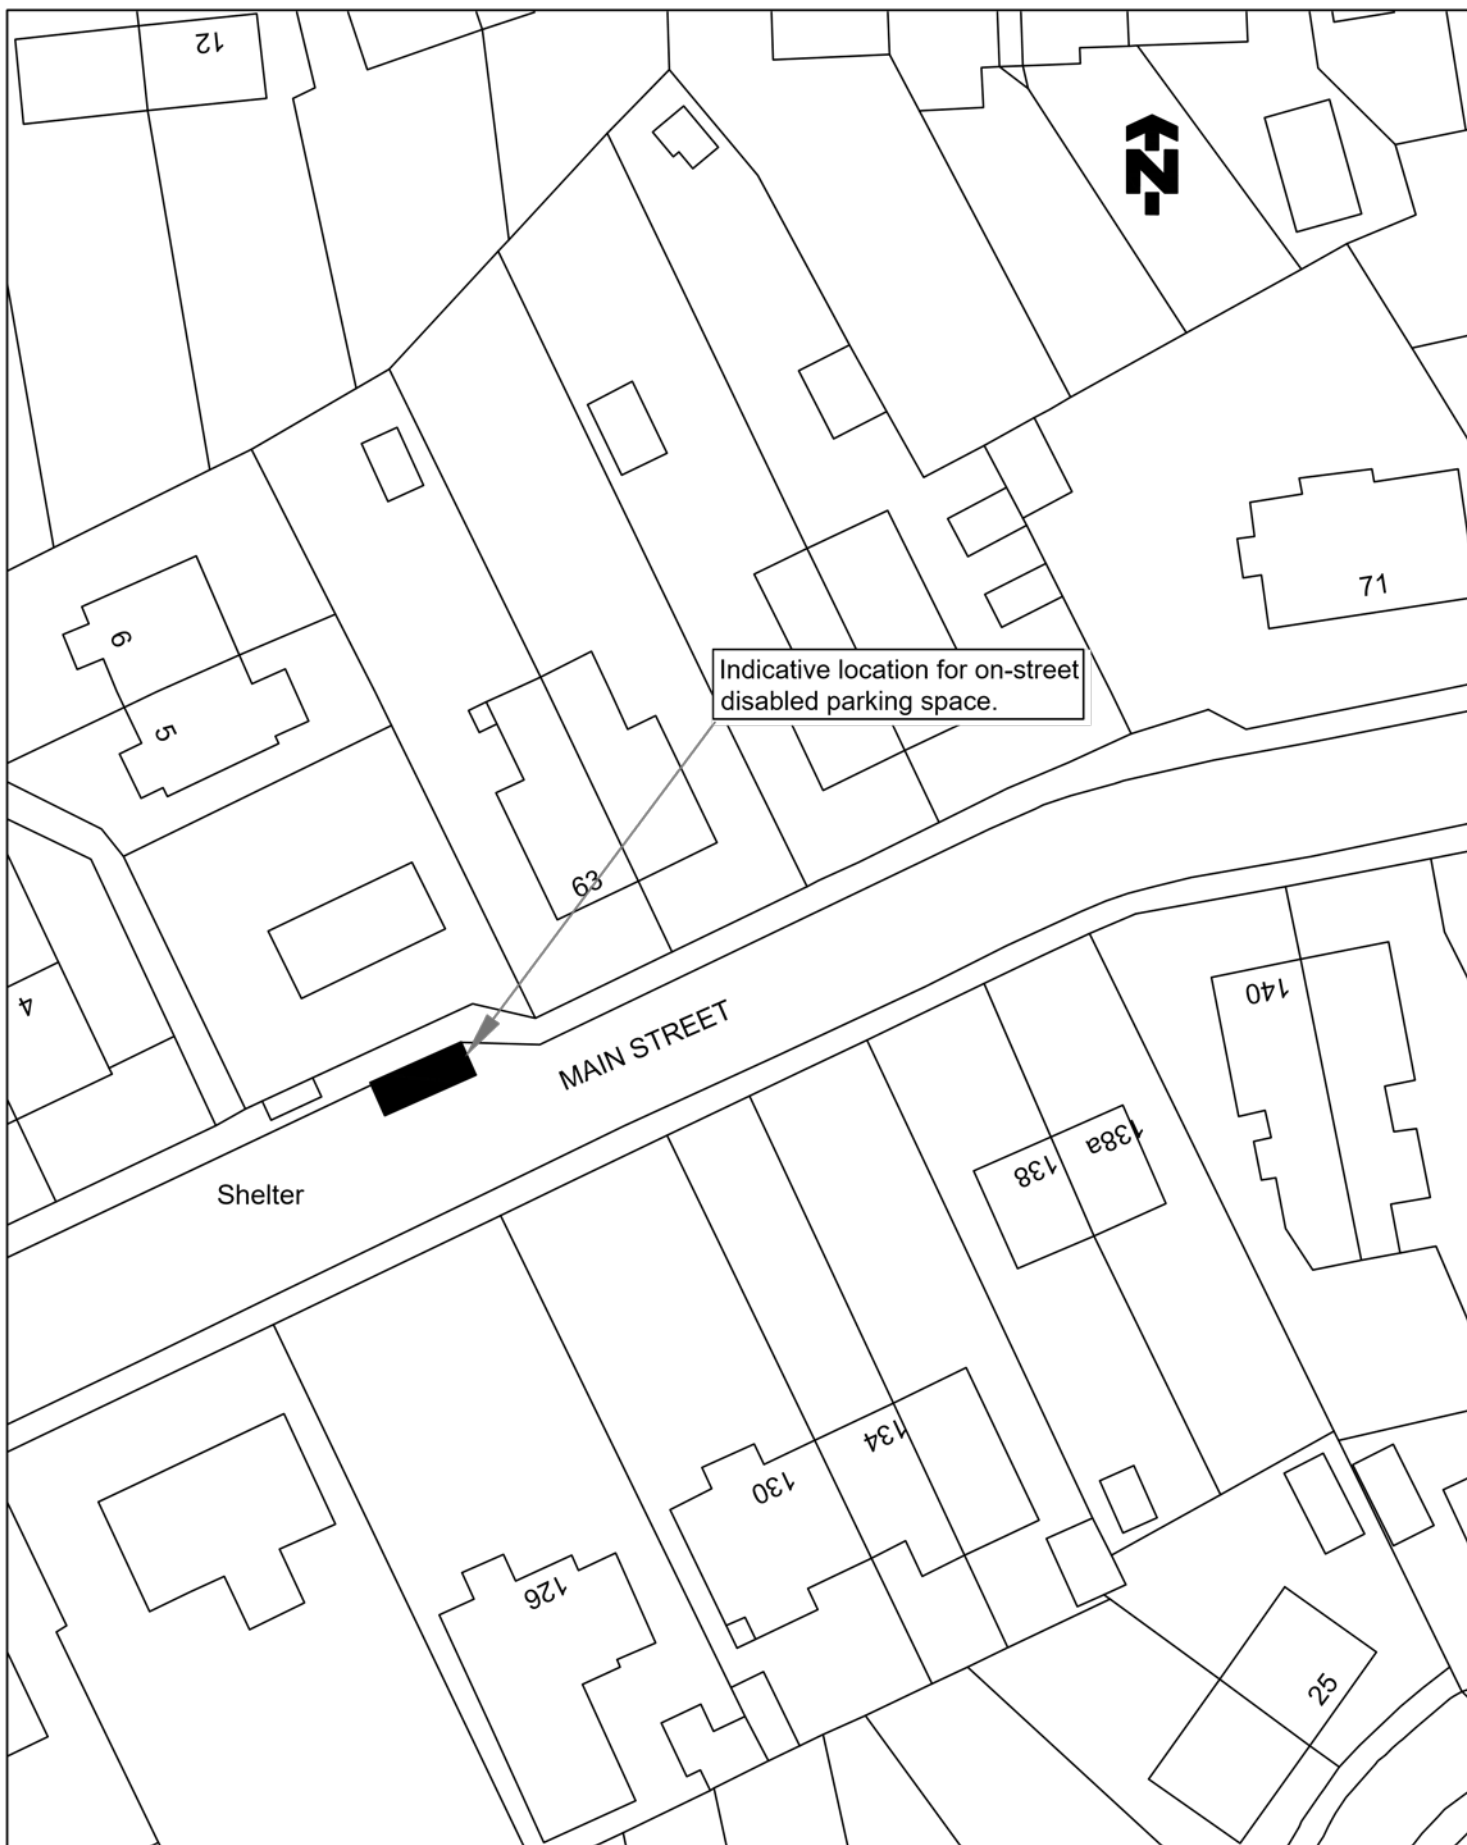 12
N
71
6
Indicative location for on-street
disabled parking space.
5
63
4
140
MAIN STREET
138a
138
Shelter
134
130
126
25